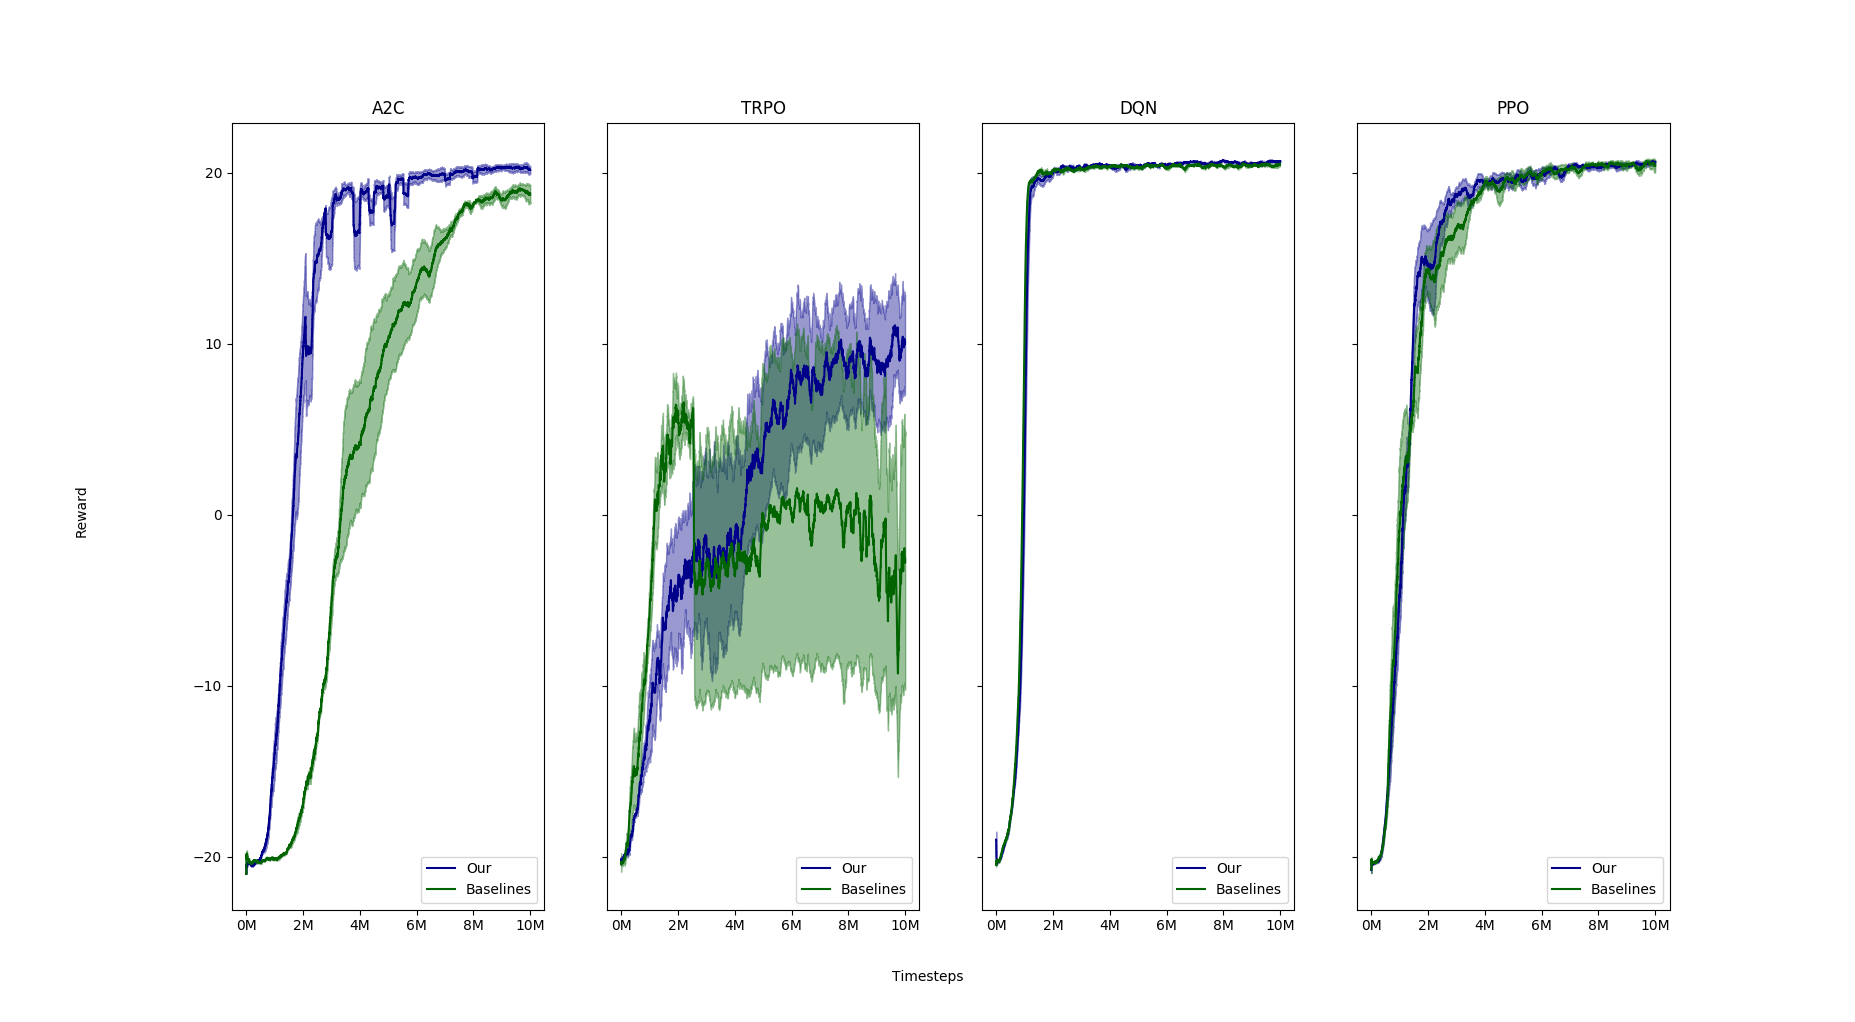 A2C
TRPO
DQN
PPO
20
10
0
−10
−20
Reward
Our
Baselines
Our
Baselines
Our
Baselines
Our
Baselines
0M 2M 4M 6M 8M 10M
0M 2M 4M 6M 8M 10M
0M 2M 4M 6M 8M 10M
0M 2M 4M 6M 8M 10M
Timesteps